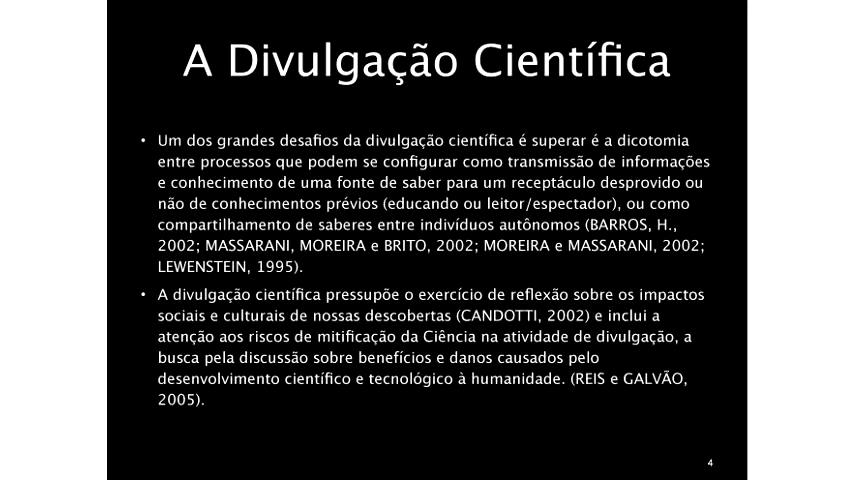 A Divulgação Científica
• Um dos grandes desafios da divulgação científica é superar é a dicotomia
entre processos que podem se configurar como transmissão de informações
e conhecimento de uma fonte de saber para um receptáculo desprovido ou
não de conhecimentos prévios (educando ou leitor/espectador), ou como
compartilhamento de saberes entre indivíduos autônomos (BARROS, H.,
2002; MASSARANI, MOREIRA e BRITO, 2002; MOREIRA e MASSARANI, 2002;
LEWENSTEIN, 1995).
• A divulgação científica pressupõe o exercício de reflexão sobre os impactos
sociais e culturais de nossas descobertas (CANDOTTI, 2002) e inclui a
atenção aos riscos de mitificação da Ciência na atividade de divulgação, a
busca pela discussão sobre benefícios e danos causados pelo
desenvolvimento científico e tecnológico à humanidade. (REIS e GALVÃO,
2005).
4